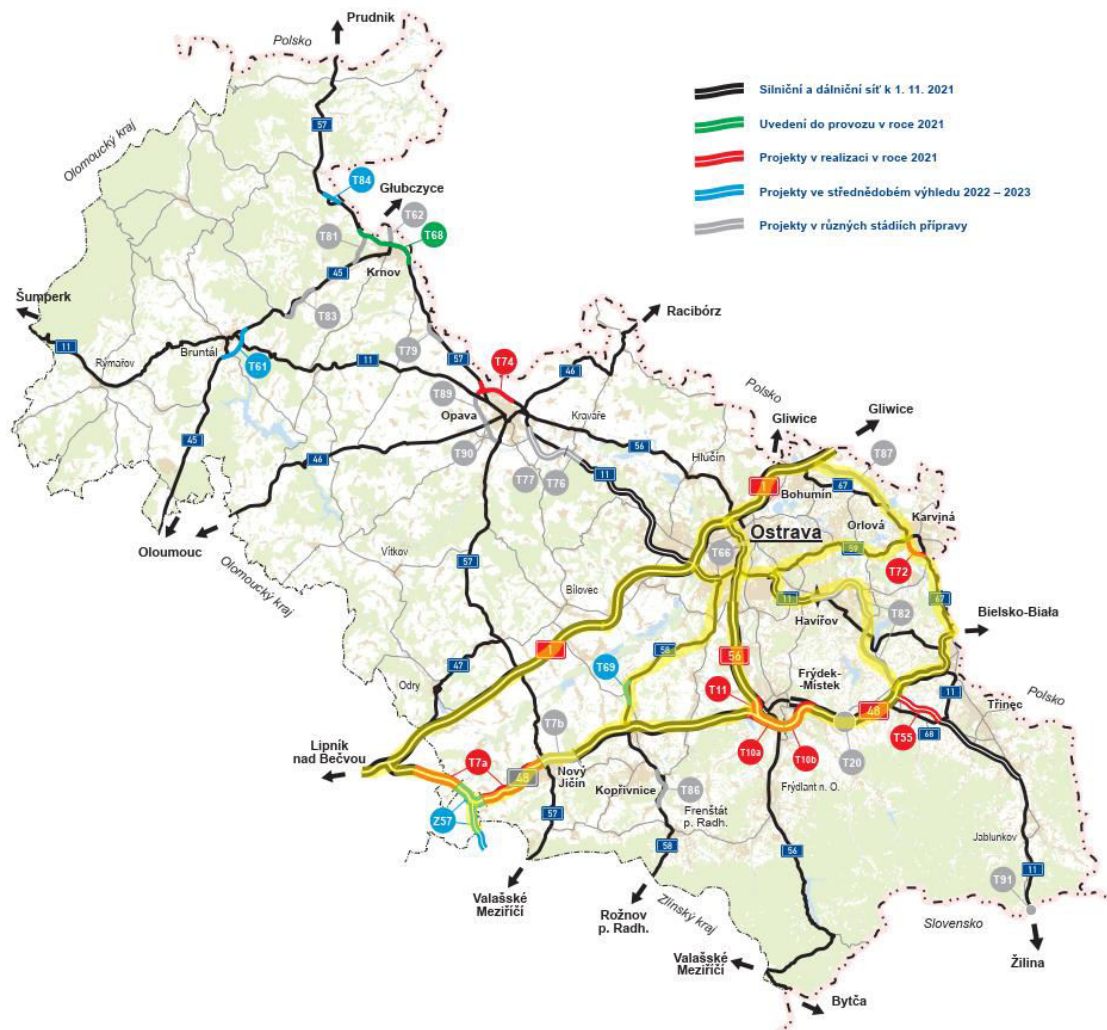 Prudnik
Polsko
Silniční a dálniční síť k 1. 11. 2021
Uvedení do provozu v roce 2021
Projekty v realizaci v roce 2021
Projekty ve střednědobém výhledu 2022 – 2023
Projekty v různých stádiích přípravy
Olomoucký kraj
57
T84
Głubczyce
T62
T81
T68
Krnov
45
Šumperk
T83
Racibórz
11
Rýmařov
Bruntál
T61
11
T79
57
T74
46
T89
Opava
Kravaře
Polsko
Gliwice
Gliwice
45
46
T90
T77
T76
11
56
Hlučín
1
Bohumín
67
T87
Oloumouc
Olomoucký kraj
Vítkov
57
Ostrava
T66
Orlová
Karviná
59
T72
Bílovec
11
Havířov
T82
67
Bielsko-Biała
47
Odry
1
T69
58
56
Frýdek-
Místek
T11
48
11
Třinec
Polsko
T55
68
Lipník
nad Bečvou
T7a
T7b
48
Nový
Jičín
T10a
T10b
T20
Kopřivnice
T86
Frýdlant n. O.
Z57
57
Frenštát
p. Radh.
58
56
Jablunkov
11
T91
Valašské
Meziříčí
Rožnov
p. Radh.
Zlínský kraj
Slovensko
Valašské
Meziříčí
Žilina
Bytča